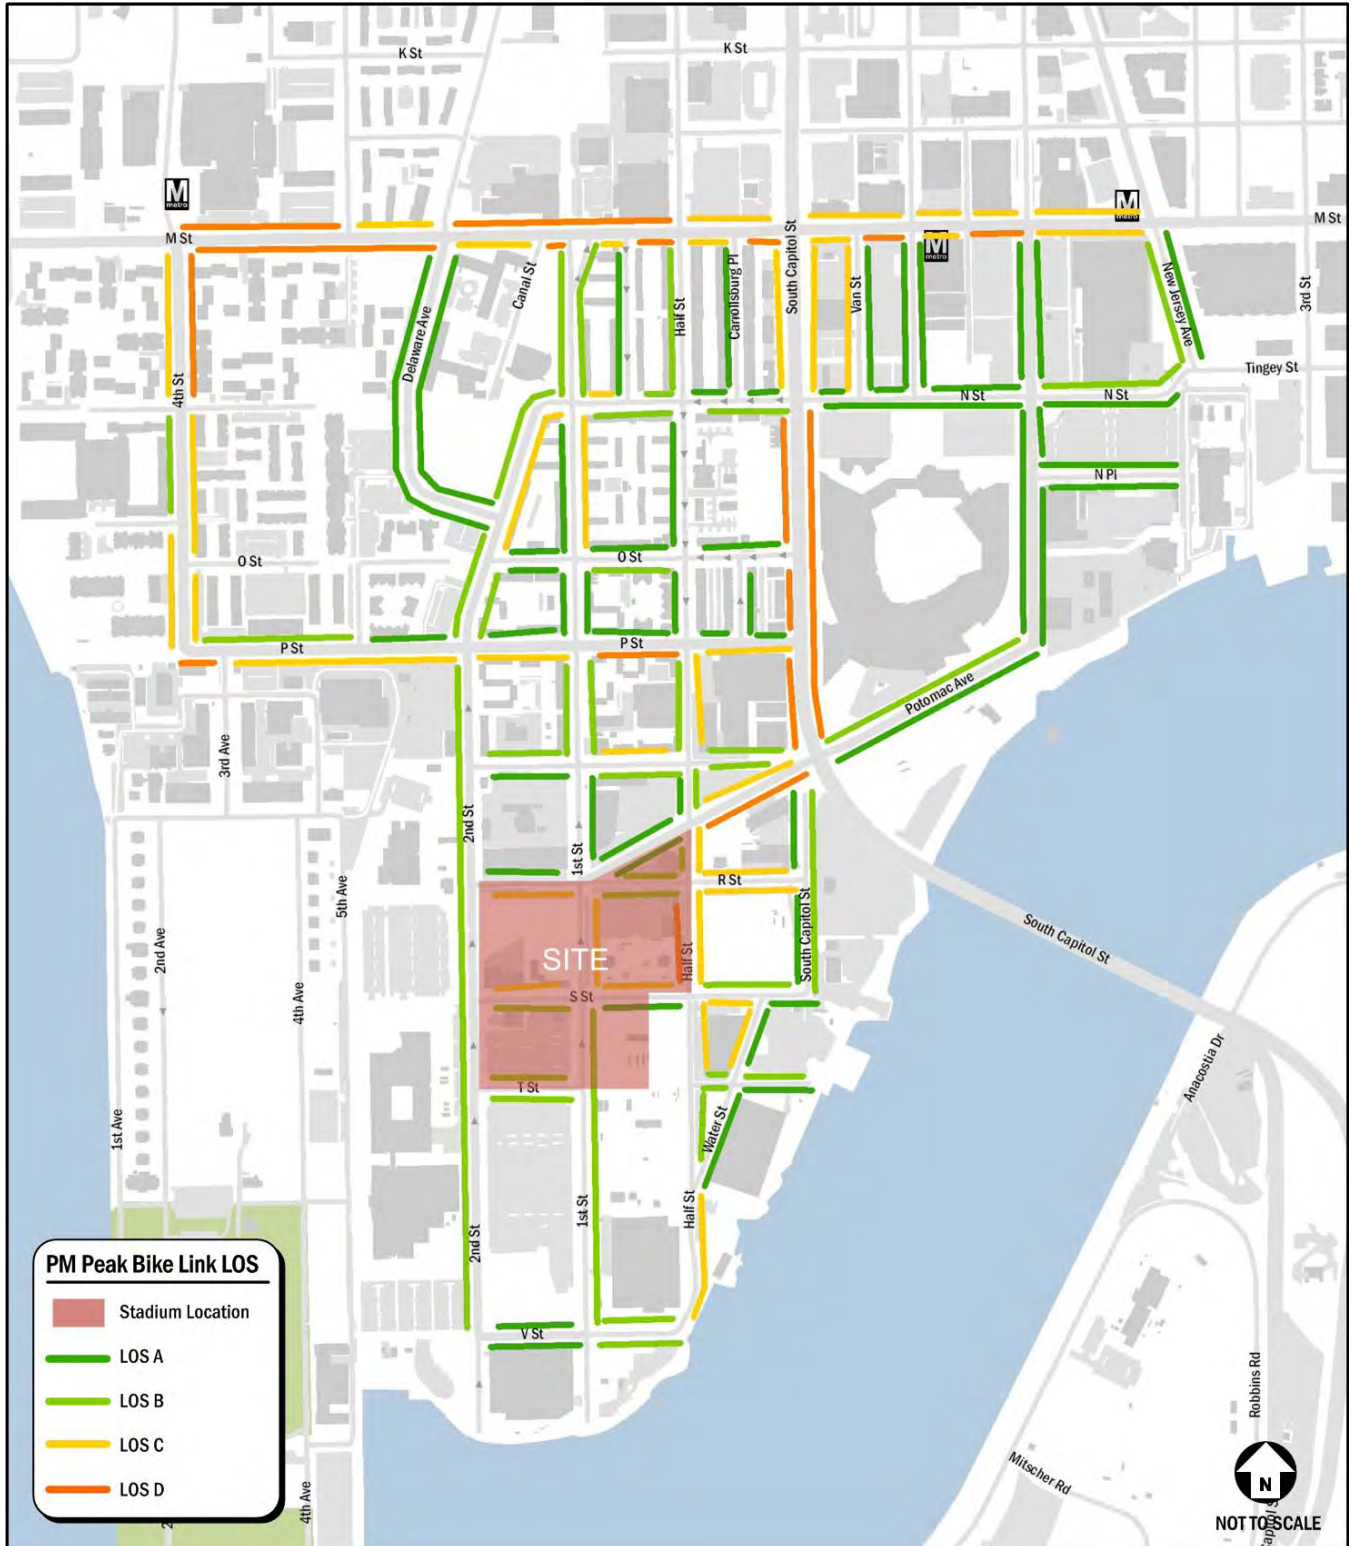 K St
K St
M
metro
M
metro
M St
M St
M
metro
Canal St
Half St
Carrollsburg Pl
South Capitol St
Van St
New Jersey Ave
3rd St
Delaware Ave
4th St
Tingey St
N St
N St
N Pl
O St
O St
P St
P St
Potomac Ave
3rd Ave
2nd St
1st St
5th Ave
R St
2nd Ave
SITE
Half St
South Capitol St
South Capitol St
4th Ave
S St
T St
Anacostia Dr
1st Ave
Water St
2nd St
1st St
Half St
V St
PM Peak Bike Link LOS
Stadium Location
LOS A
LOS B
LOS C
LOS D
4th Ave
2
Robbins Rd
Mitscher Rd
N
NOT TO SCALE